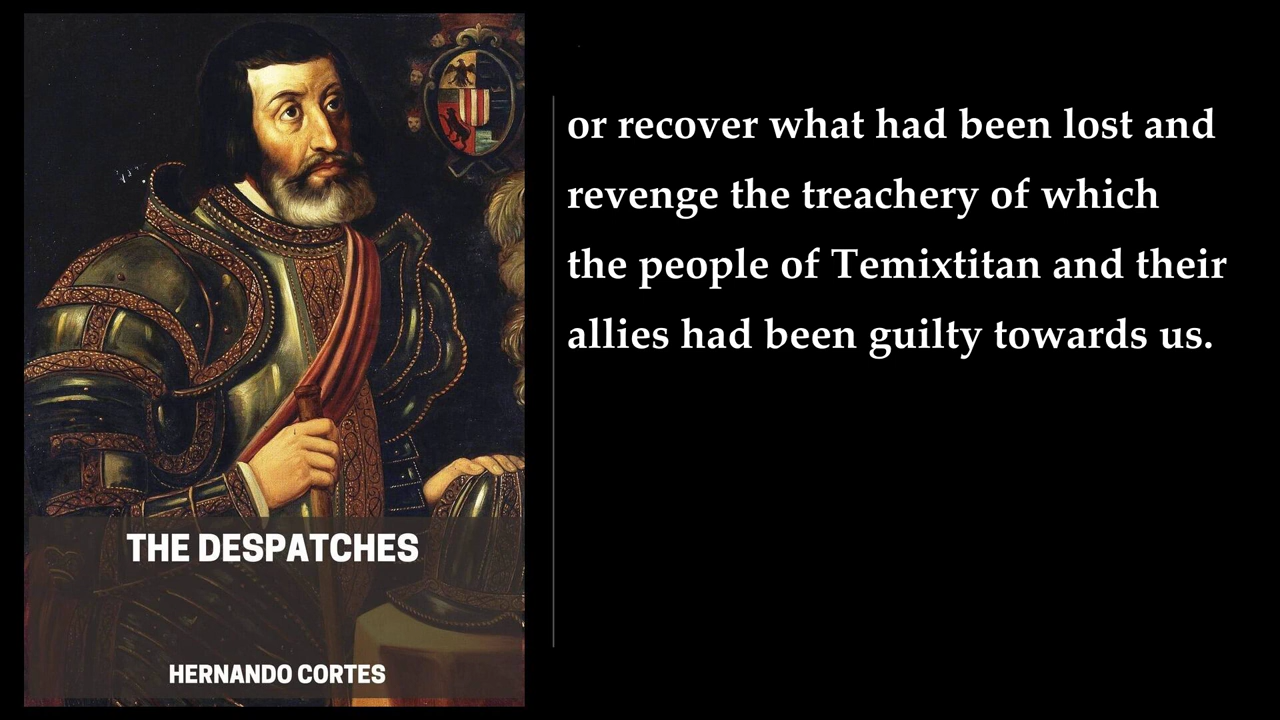 THE DESPATCHES
HERNANDO CORTES
or recover what had been lost and
revenge the treachery of which
the people of Temixtitan and their
allies had been guilty towards us.